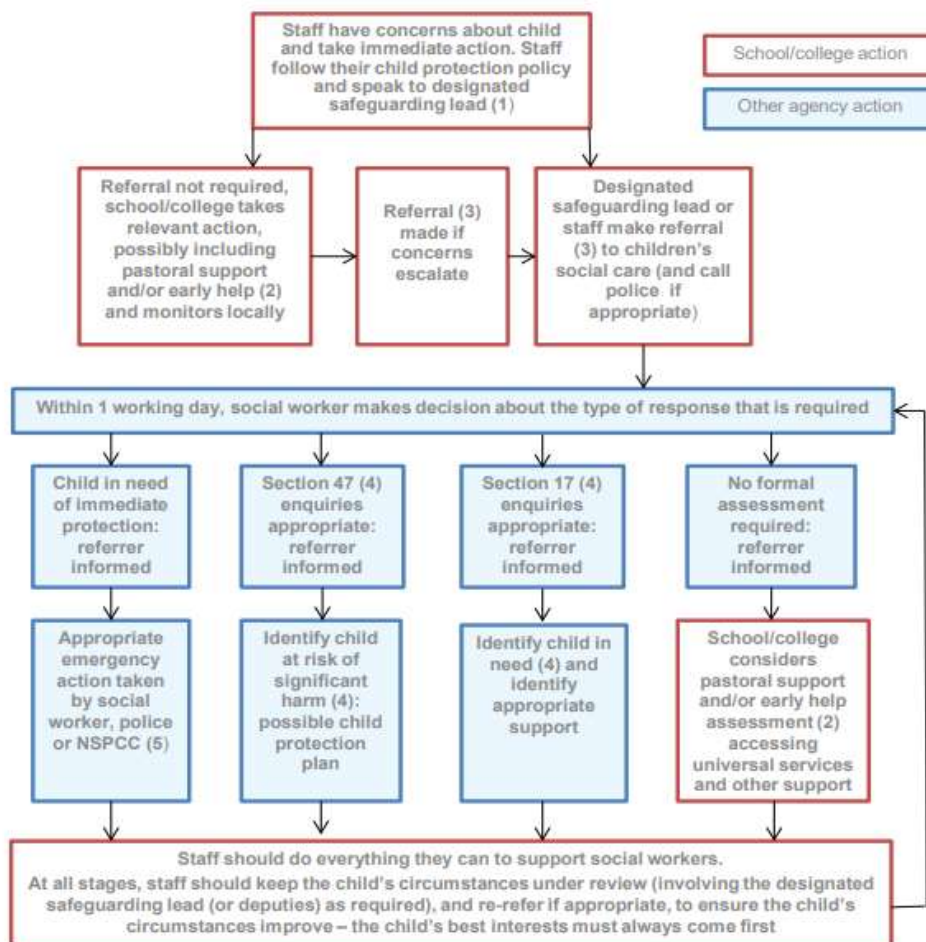 Staff have concerns about child
and take immediate action. Staff
follow their child protection policy
and speak to designated
safeguarding lead (1)
School/college action
Other agency action
Referral not required,
school/college takes
relevant action,
possibly including
pastoral support
and/or early help (2)
and monitors locally
Referral (3)
made if
concerns
escalate
Designated
safeguarding lead or
staff make referral
(3) to children's
social care (and call
police if
appropriate)
Within 1 working day, social worker makes decision about the type of response that is required
Child in need
of immediate
protection:
referrer
informed
Section 47 (4)
enquiries
appropriate:
referrer
informed
Section 17 (4)
enquiries
appropriate:
referrer
informed
No formal
assessment
required:
referrer
informed
Appropriate
emergency
action taken
by social
worker, police
or NSPCC (5)
Identify child
at risk of
significant
harm (4):
possible child
protection
plan
Identify child in
need (4) and
identify
appropriate
support
School/college
considers
pastoral support
and/or early help
assessment (2)
accessing
universal services
and other support
Staff should do everything they can to support social workers.
At all stages, staff should keep the child's circumstances under review (involving the designated
safeguarding lead (or deputies) as required), and re-refer if appropriate, to ensure the child's
circumstances improve – the child's best interests must always come first